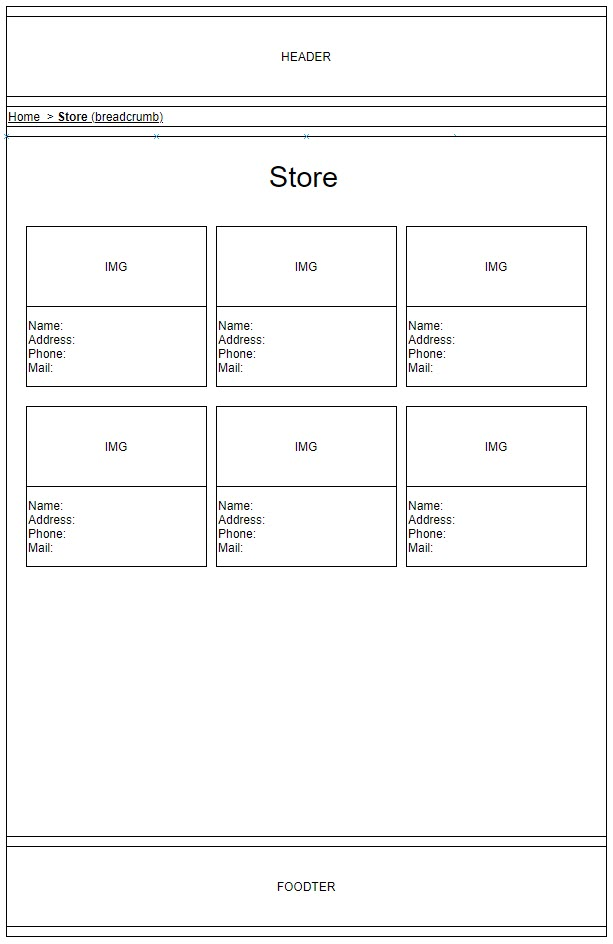 HEADER
Home > Store (breadcrumb)
Store
IMG
IMG
IMG
Name:
Address:
Phone:
Mail:
Name:
Address:
Phone:
Mail:
Name:
Address:
Phone:
Mail:
IMG
IMG
IMG
Name:
Address:
Phone:
Mail:
Name:
Address:
Phone:
Mail:
Name:
Address:
Phone:
Mail:
FOODTER